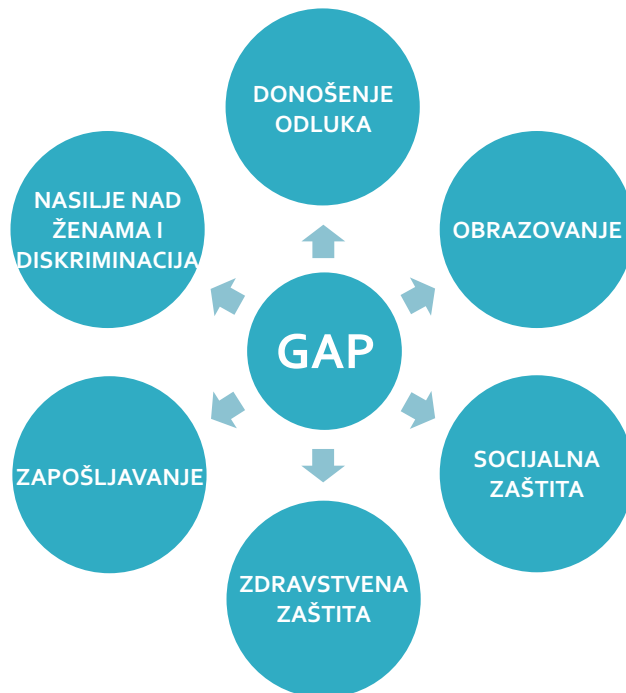 DONOŠENJE
ODLUKA
NASILJE NAD
ŽENAMA I
DISKRIMINACIJA
OBRAZOVANJE
GAP
ZAPOŠLJAVANJE
SOCIJALNA
ZAŠTITA
ZDRAVSTVENA
ZAŠTITA